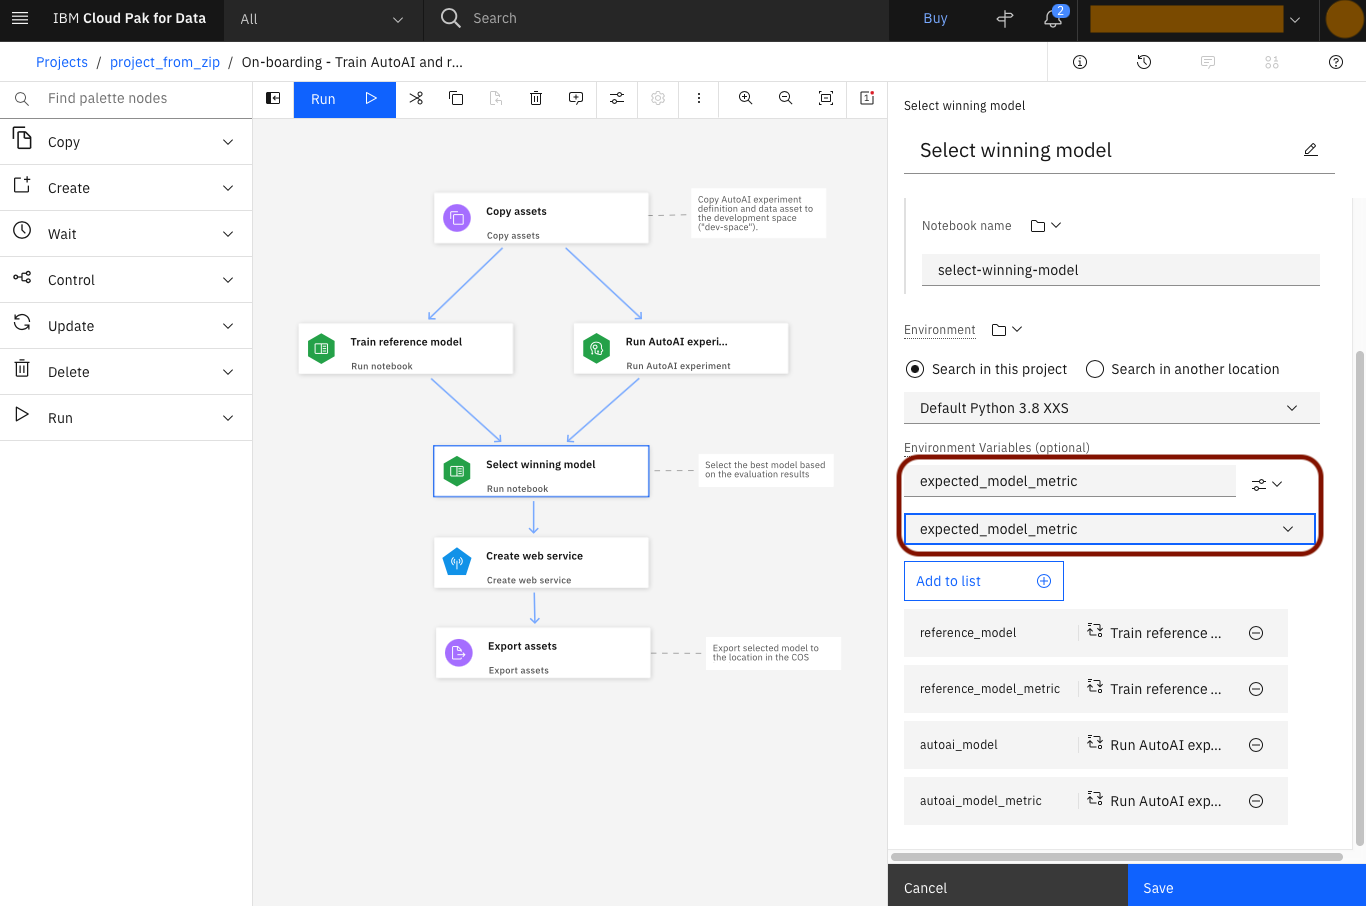 IBM Cloud Pak for Data
All
Search
Buy
2
Projects / project_from_zip / On-boarding - Train AutoAI and r...
Find palette nodes
Run
1
Copy
Create
Wait
Control
Update
Delete
Run
Copy assets
Copy assets
Copy AutoAI experiment
definition and data asset to
the development space
("dev-space").
Train reference model
Run notebook
Run AutoAI experi...
Run AutoAI experiment
Select winning model
Run notebook
Select the best model based
on the evaluation results
Create web service
Create web service
Export assets
Export assets
Export selected model to
the location in the COS
Select winning model
Select winning model
Notebook name
select-winning-model
Environment
Search in this project
Search in another location
Default Python 3.8 XXS
Environment Variables (optional)
expected_model_metric
expected_model_metric
Add to list
reference_model Train reference ...
reference_model_metric Train reference ...
autoai_model Run AutoAI exp...
autoai_model_metric Run AutoAI exp...
Cancel
Save